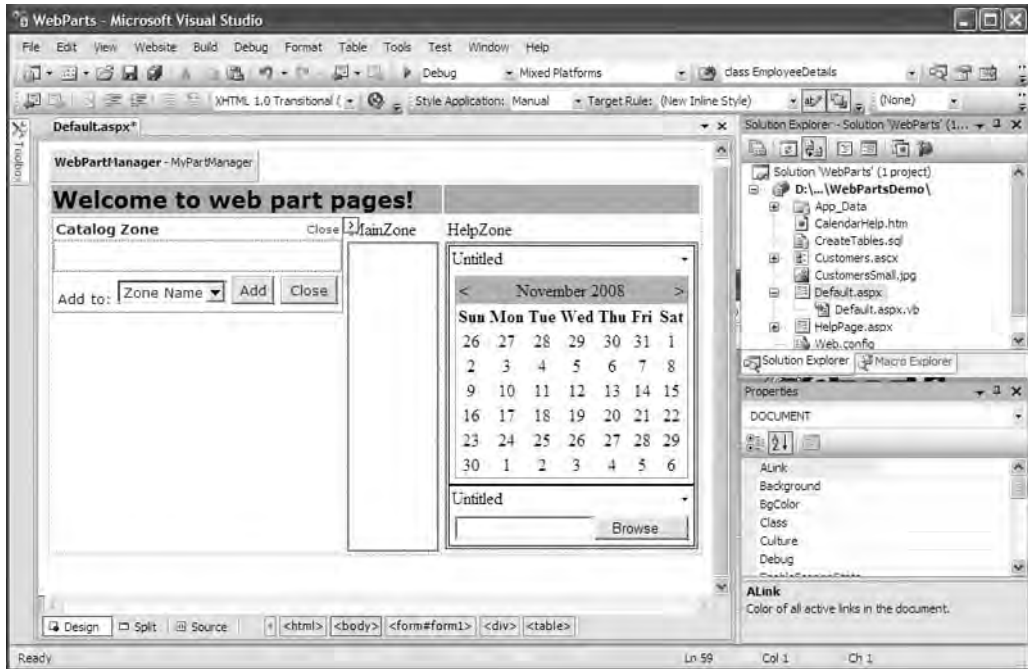 WebParts - Microsoft Visual Studio
File Edit View Website Build Debug Format Table Tools Test Window Help
Debug Mixed Platforms class EmployeeDetails
XHTML 1.0 Transitional ( Style Application: Manual Target Rule: (New Inline Style) (None)
Toolbox
Default.aspx*
WebPartManager - MyPartManager
Welcome to web part pages!
Catalog Zone Close
Add to: Zone Name Add Close
MainZone
HelpZone
Untitled
< November 2008 >
Sun Mon Tue Wed Thu Fri Sat
26 27 28 29 30 31 1
2 3 4 5 6 7 8
9 10 11 12 13 14 15
16 17 18 19 20 21 22
23 24 25 26 27 28 29
30 1 2 3 4 5 6
Untitled
Browse
Design Split Source <html> <body> <form#form1> <div> <table>
Solution Explorer - Solution 'WebParts' (1...
Solution 'WebParts' (1 project)
D:\...\WebPartsDemo\
App_Data
CalendarHelp.htm
CreateTables.sql
Customers.ascx
CustomersSmall.jpg
Default.aspx
Default.aspx.vb
HelpPage.aspx
Web.config
Solution Explorer Macro Explorer
Properties
DOCUMENT
ALink
Background
BgColor
Class
Culture
Debug
ALink
Color of all active links in the document.
Ready Ln 59 Col 1 Ch 1